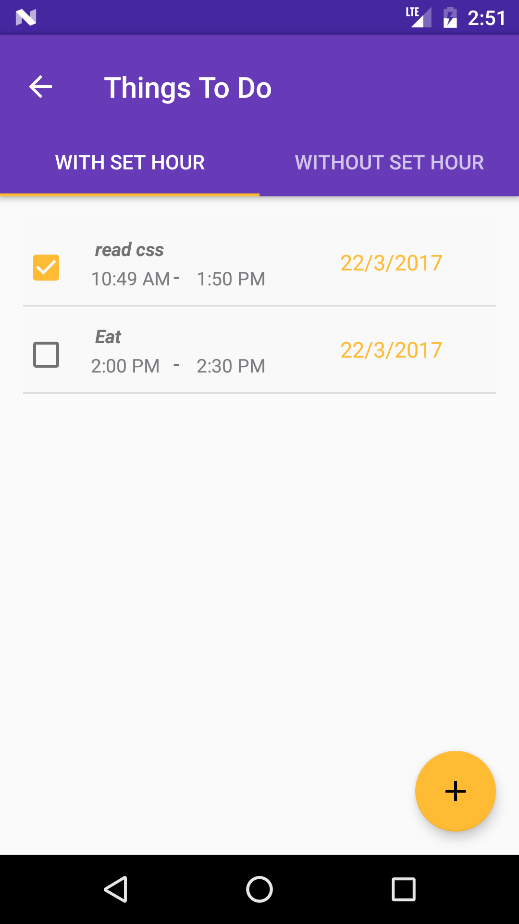 LTE 2:51
Things To Do
WITH SET HOUR WITHOUT SET HOUR
read css
10:49 AM - 1:50 PM 22/3/2017
Eat
2:00 PM - 2:30 PM 22/3/2017
+